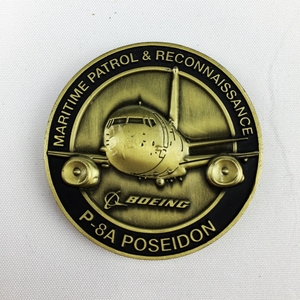 MARITIME PATROL & RECONNAISSANCE
BOEING
P-8A POSEIDON